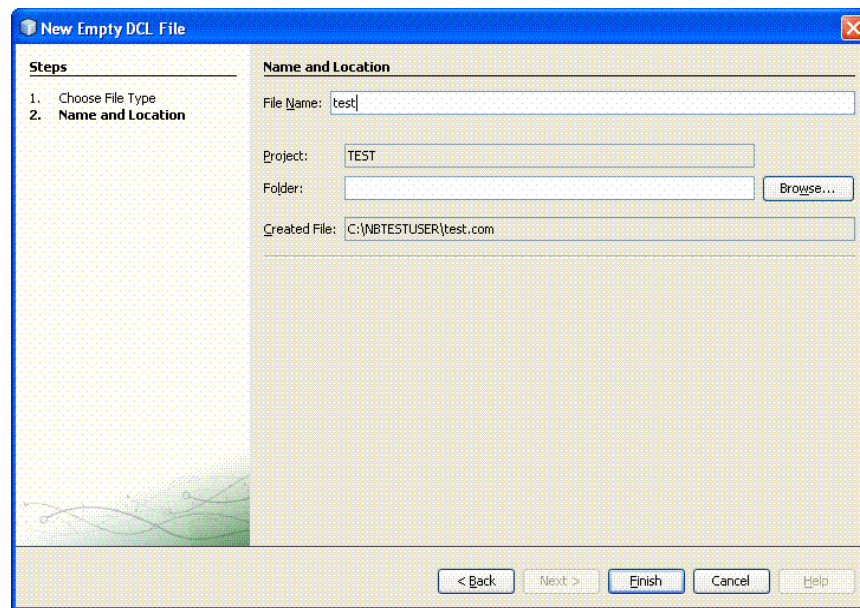 New Empty DCL File
Steps
1. Choose File Type
2. Name and Location
Name and Location
File Name: test
Project: TEST
Folder: Browse...
Created File: C:\NBTESTUSER\test.com
< Back Next > Finish Cancel Help